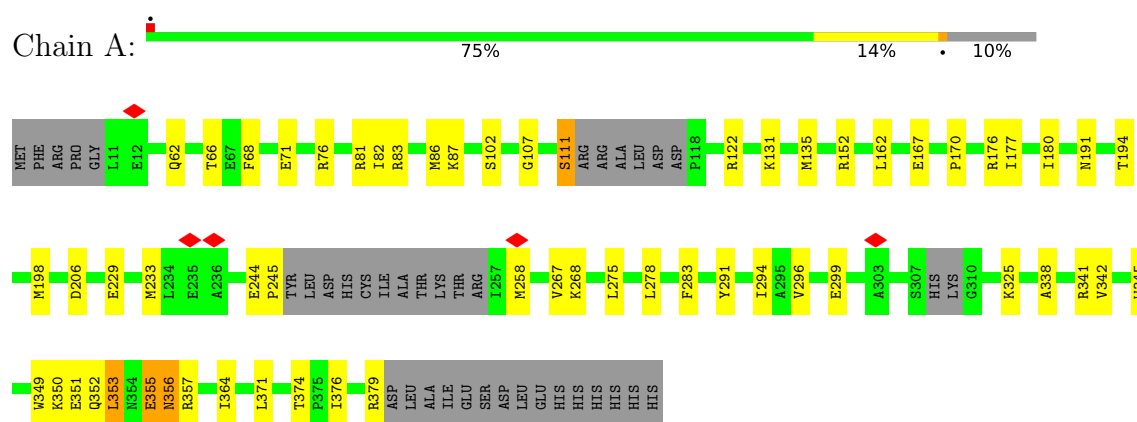 Chain A: 75% 14% 10%
MET PHE ARG PRO GLY L11 E12 Q62 T66 E67 F68 E71 R76 R81 I82 R83 M86 K87 S102 G107 S111 ARG ARG ALA LEU ASP ASP P118 R122 K131 M135 R152 L162 E167 P170 R176 I177 I180 N191 T194
M198 D206 E229 M233 L234 E235 A236 E244 P245 TYR LEU ASP HIS CYS ILE ALA THR LYS THR ARG I257 M258 V267 K268 L275 L278 F283 Y291 I294 A295 V296 E299 A303 S307 HIS LYS G310 K325 A338 R341 V342
W349 K350 E351 Q352 L353 N354 E355 N356 R357 I364 L371 T374 P375 I376 R379 ASP LEU ALA ILE GLU SER ASP LEU GLU HIS HIS HIS HIS HIS HIS